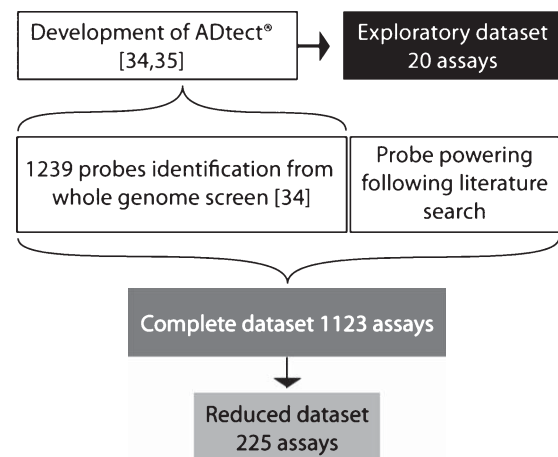 Development of ADtect®
[34,35]
Exploratory dataset
20 assays
1239 probes identification from
whole genome screen [34]
Probe powering
following literature
search
Complete dataset 1123 assays
Reduced dataset
225 assays